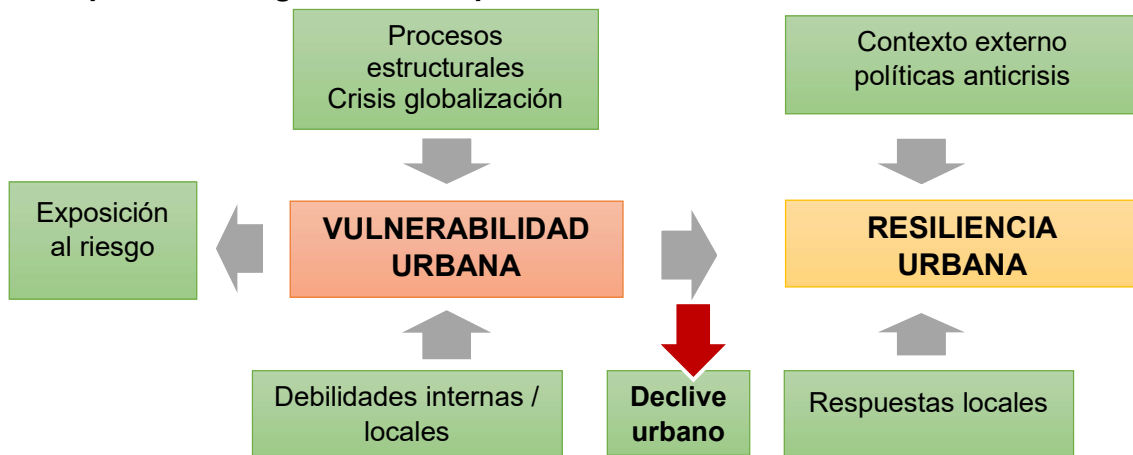 Procesos
estructurales
Crisis globalización
Contexto externo
políticas anticrisis
Exposición
al riesgo
VULNERABILIDAD
URBANA
RESILIENCIA
URBANA
Debilidades internas /
locales
Declive
urbano
Respuestas locales